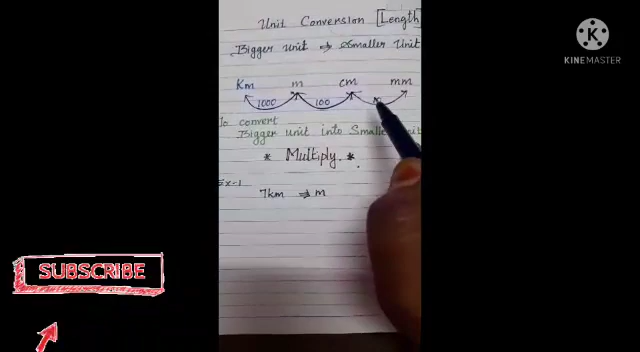 Unit Conversion [Length]
Bigger unit ⇒ Smaller Unit
Km m cm mm
1000 100
To convert
Bigger unit into Smaller
* Multiply. *
Ex-1 7km ⇒ m
K
KINEMASTER
SUBSCRIBE